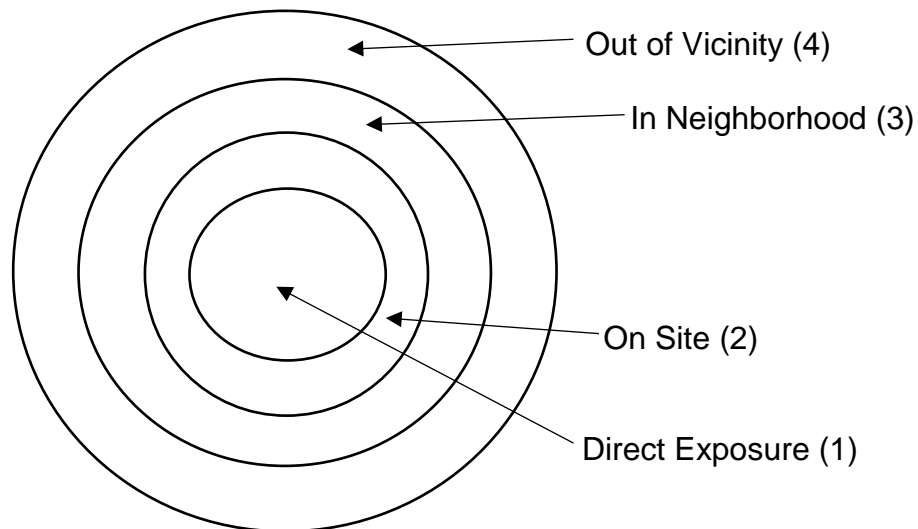 Out of Vicinity (4)
In Neighborhood (3)
On Site (2)
Direct Exposure (1)